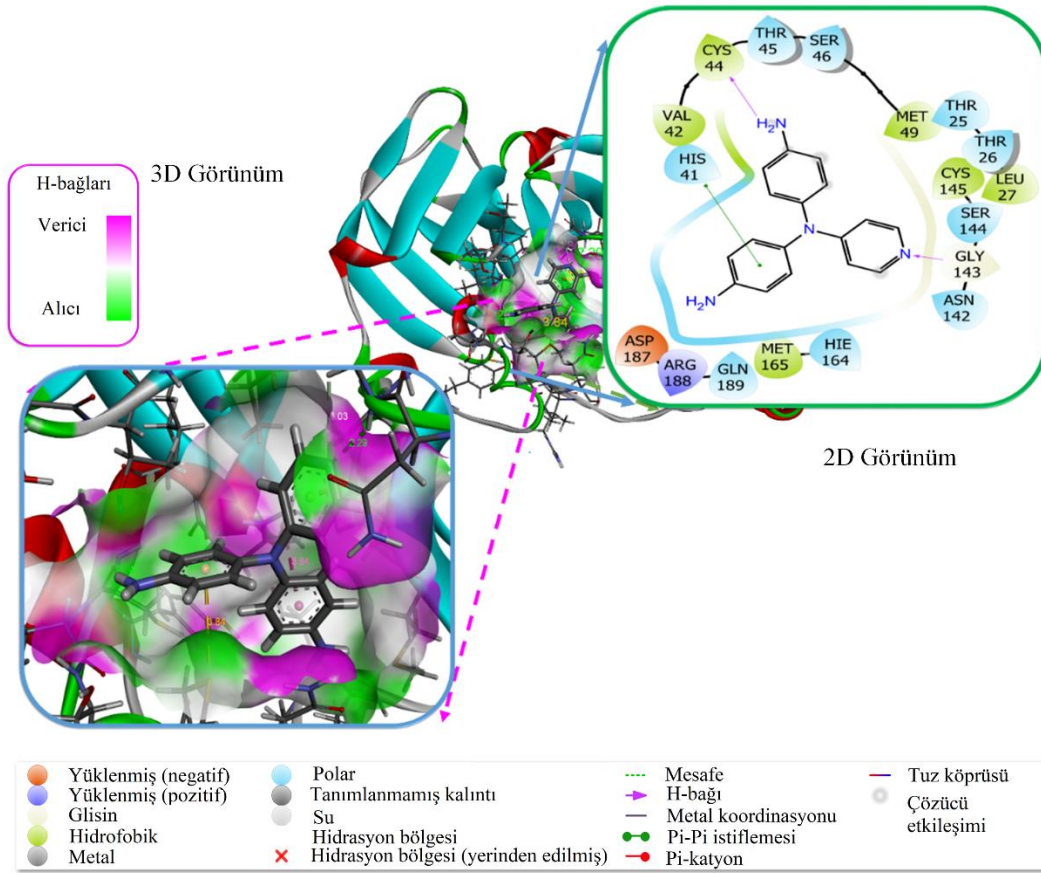 3D Görünüm
H-bağları
Verici
Alıcı
CYS
44
THR
45
SER
46
VAL
42
H₂N
MET
49
THR
25
THR
26
HIS
41
CYS
145
LEU
27
SER
144
N
N
GLY
143
H₂N
ASN
142
ASP
187
ARG
188
GLN
189
MET
165
HIE
164
3.84
2D Görünüm
Yüklenmiş (negatif)
Yüklenmiş (pozitif)
Glisin
Hidrofobik
Metal
Polar
Tanımlanmamış kalıntı
Su
Hidrasyon bölgesi
Hidrasyon bölgesi (yerinden edilmiş)
Mesafe
H-bağı
Metal koordinasyonu
Pi-Pi istiflemesi
Pi-katyon
Tuz köprüsü
Çözücü
etkileşimi